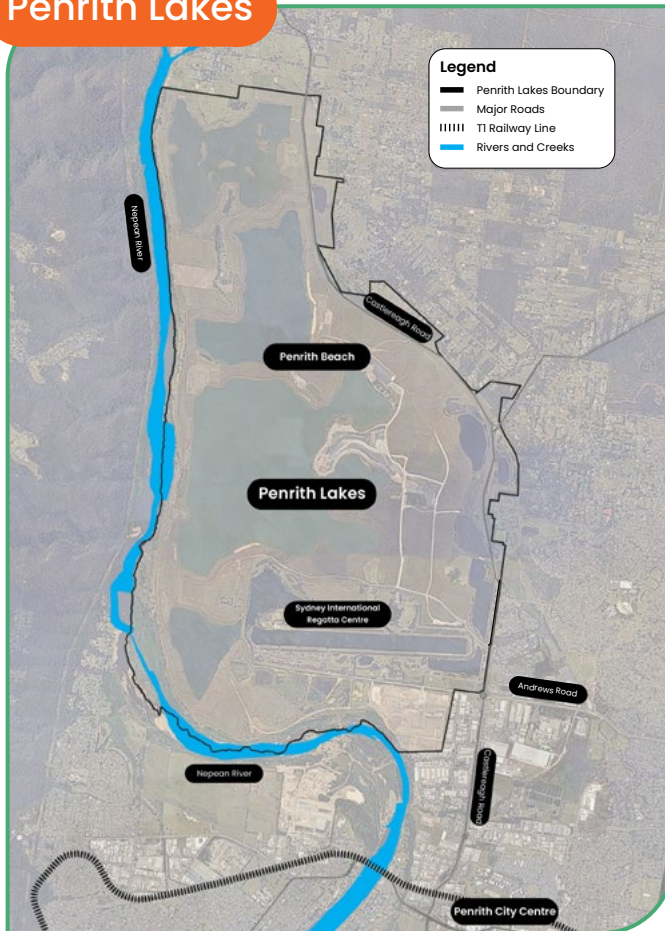 Penrith Lakes
Legend
Penrith Lakes Boundary
Major Roads
T1 Railway Line
Rivers and Creeks
Nepean River
Castlereagh Road
Penrith Beach
Penrith Lakes
Sydney International
Regatta Centre
Andrews Road
Nepean River
Castlereagh Road
Penrith City Centre